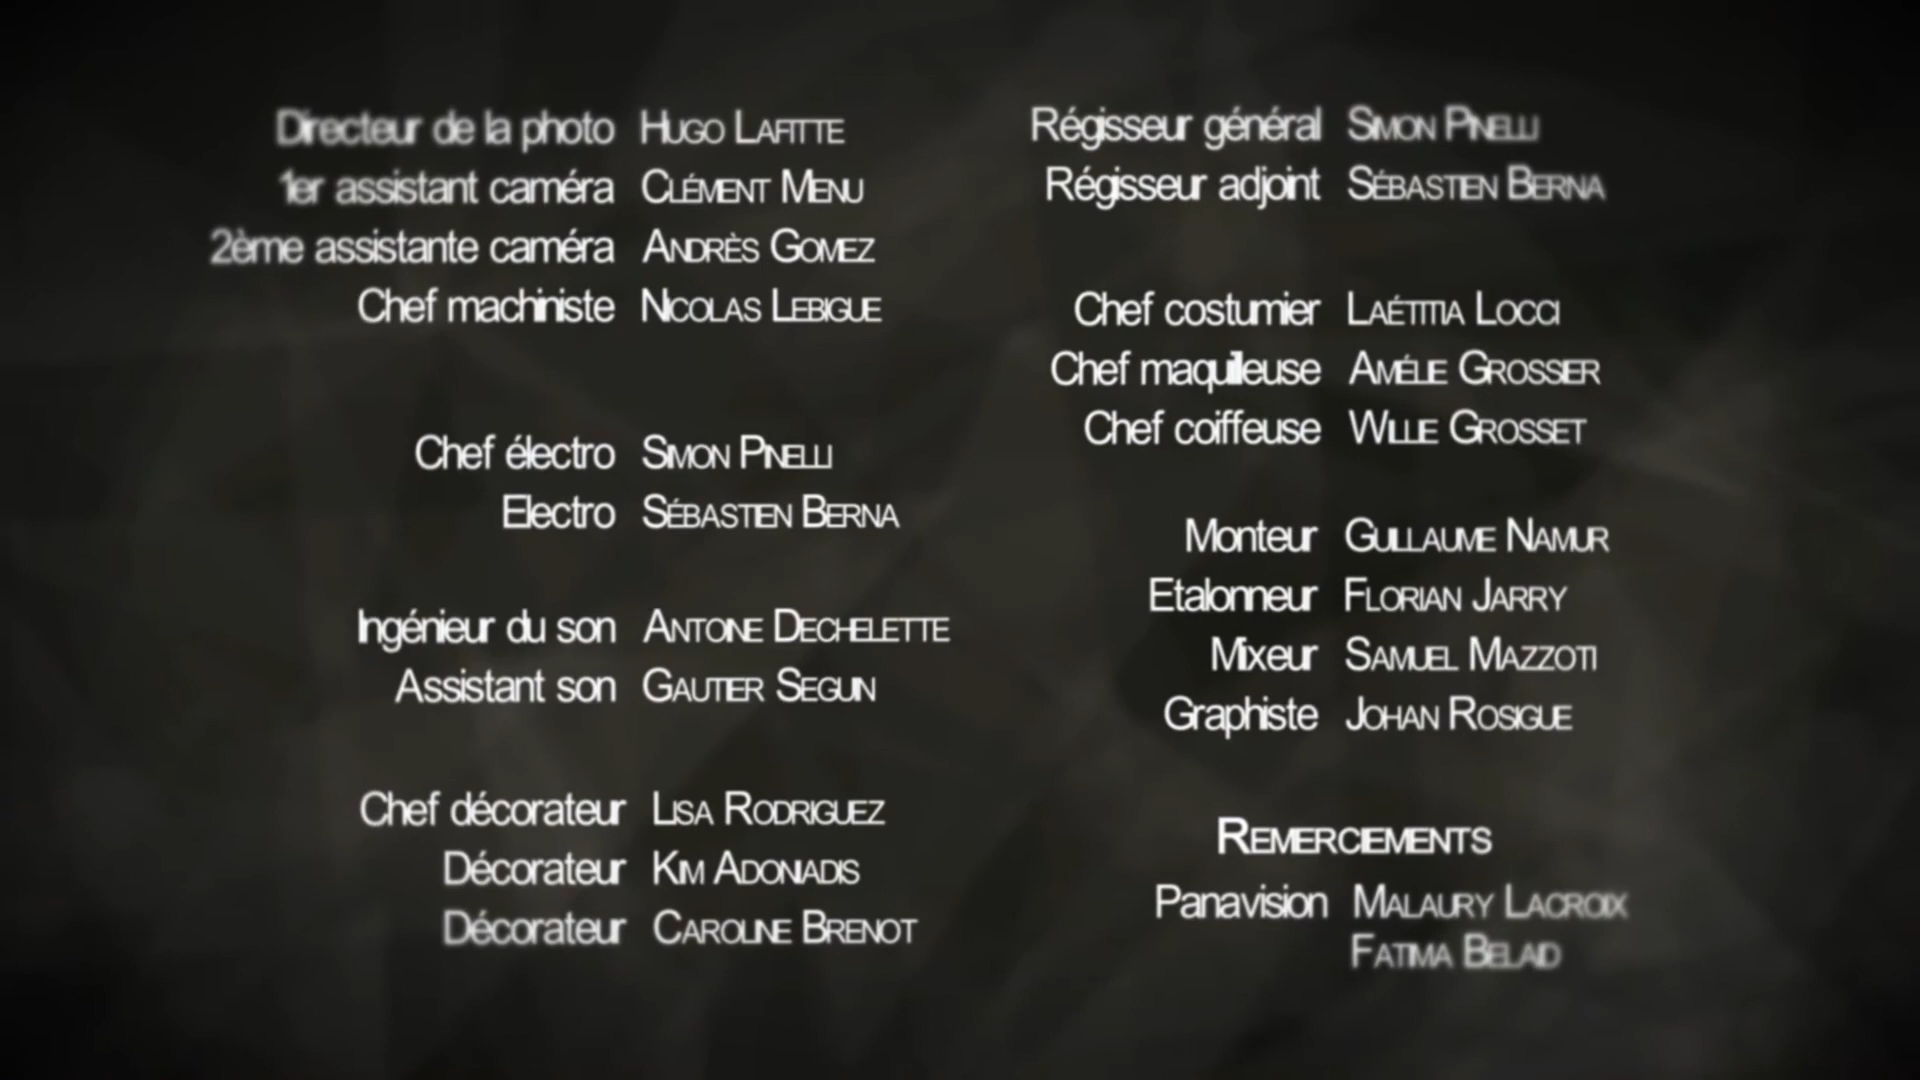 Directeur de la photo HUGO LAFITTE
1er assistant caméra CLÉMENT MENU
2ème assistante caméra ANDRÈS GOMEZ
Chef machiniste NICOLAS LEBIGUE
Chef électro SIMON PINELLI
Electro SÉBASTIEN BERNA
Ingénieur du son ANTOINE DECHELETTE
Assistant son GAUTIER SEGUIN
Chef décorateur LISA RODRIGUEZ
Décorateur KIM ADONIADIS
Décorateur CAROLINE BRENOT
Régisseur général SIMON PINELLI
Régisseur adjoint SÉBASTIEN BERNA
Chef costumier LAÉTITIA LOCCI
Chef maquilleuse AMÉLIE GROSSIER
Chef coiffeuse WILLIE GROSSET
Monteur GUILLAUME NAMUR
Etalonneur FLORIAN JARRY
Mixeur SAMUEL MAZZOTI
Graphiste JOHAN ROSIGUE
REMERCIEMENTS
Panavision MALAURY LACROIX
FATIMA BELAID